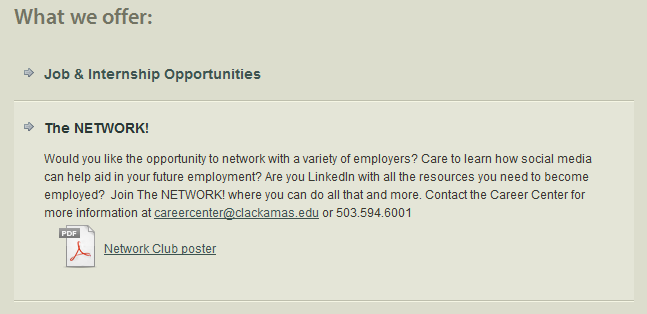 What we offer:
Job & Internship Opportunities
The NETWORK!
Would you like the opportunity to network with a variety of employers? Care to learn how social media
can help aid in your future employment? Are you LinkedIn with all the resources you need to become
employed?  Join The NETWORK! where you can do all that and more. Contact the Career Center for
more information at careercenter@clackamas.edu or 503.594.6001
PDF
Network Club poster